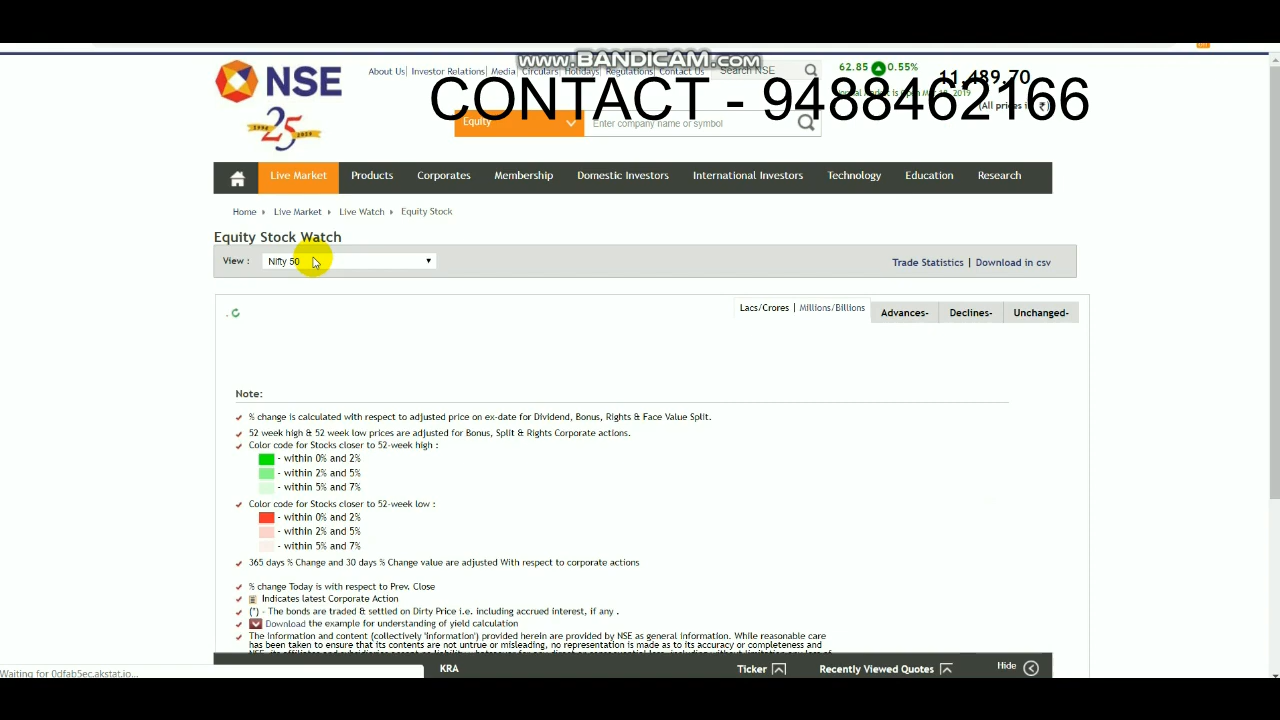 www.BANDICAM.com
NSE
About Us | Investor Relations | Media | Circulars | Holidays | Regulations | Contact Us
Search NSE
62.85 0.55%
11,489.70
CONTACT - 9488462166
1992 25
Equity
Enter company name or symbol
Live Market Products Corporates Membership Domestic Investors International Investors Technology Education Research
Home Live Market Live Watch Equity Stock
Equity Stock Watch
View : Nifty 50
Trade Statistics | Download in csv
Lacs/Crores | Millions/Billions Advances- Declines- Unchanged-
Note:
% change is calculated with respect to adjusted price on ex-date for Dividend, Bonus, Rights & Face Value Split.
52 week high & 52 week low prices are adjusted for Bonus, Split & Rights Corporate actions.
Color code for Stocks closer to 52-week high :
- within 0% and 2%
- within 2% and 5%
- within 5% and 7%
Color code for Stocks closer to 52-week low :
- within 0% and 2%
- within 2% and 5%
- within 5% and 7%
365 days % Change and 30 days % Change value are adjusted With respect to corporate actions
% change Today is with respect to Prev. Close
Indicates latest Corporate Action
(*) - The bonds are traded & settled on Dirty Price i.e. including accrued interest, if any .
Download the example for understanding of yield calculation
The Information and content (collectively 'Information') provided herein are provided by NSE as general information. While reasonable care
has been taken to ensure that its contents are not untrue or misleading, no representation is made as to its accuracy or completeness and
KRA Ticker Recently Viewed Quotes Hide
Waiting for 0dfab5ec.akstat.io...